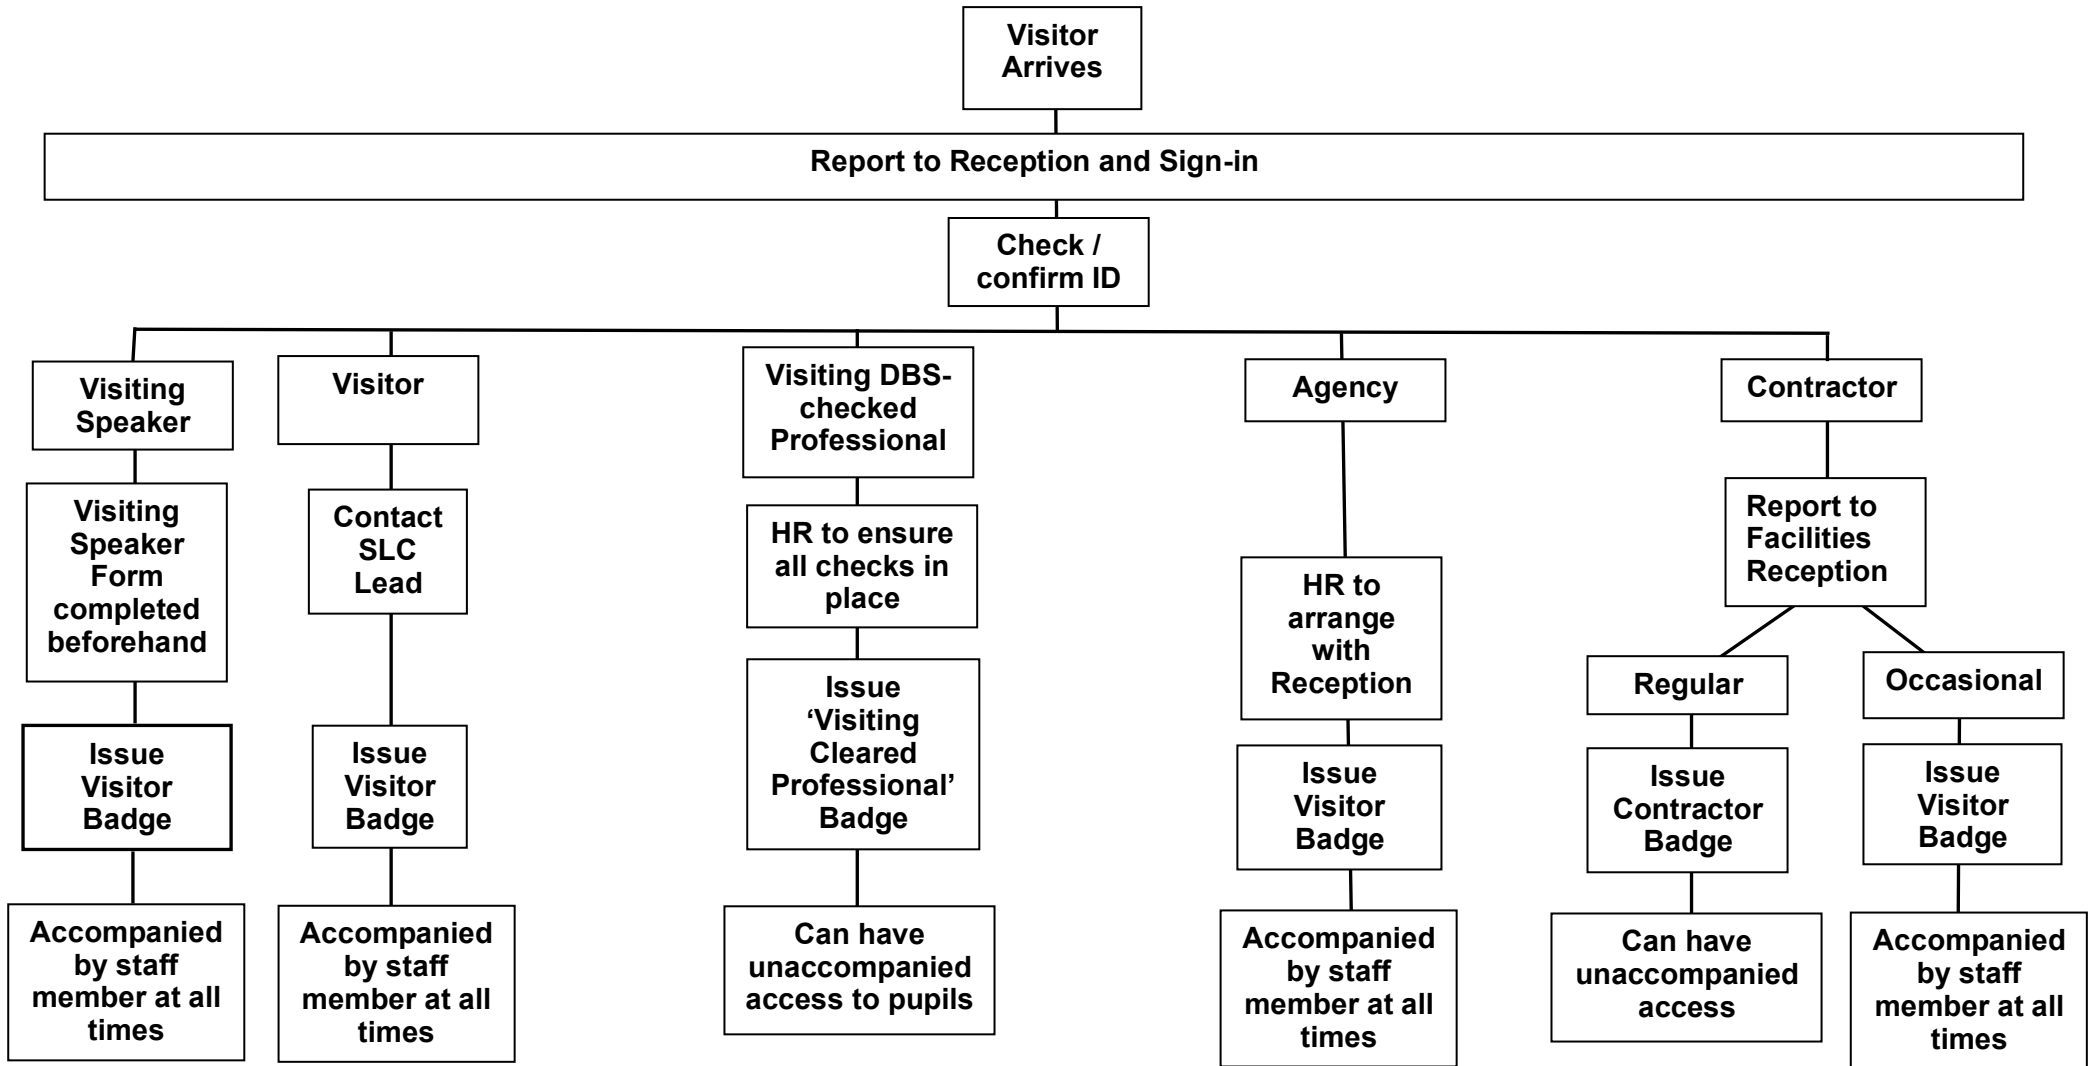 Visitor
Arrives
Report to Reception and Sign-in
Check /
confirm ID
Visiting
Speaker
Visiting
Speaker
Form
completed
beforehand
Issue
Visitor
Badge
Accompanied
by staff
member at all
times
Visitor
Contact
SLC
Lead
Issue
Visitor
Badge
Accompanied
by staff
member at all
times
Visiting DBS-
checked
Professional
HR to ensure
all checks in
place
Issue
‘Visiting
Cleared
Professional’
Badge
Can have
unaccompanied
access to pupils
Agency
HR to
arrange
with
Reception
Issue
Visitor
Badge
Accompanied
by staff
member at all
times
Contractor
Report to
Facilities
Reception
Regular
Issue
Contractor
Badge
Can have
unaccompanied
access
Occasional
Issue
Visitor
Badge
Accompanied
by staff
member at all
times